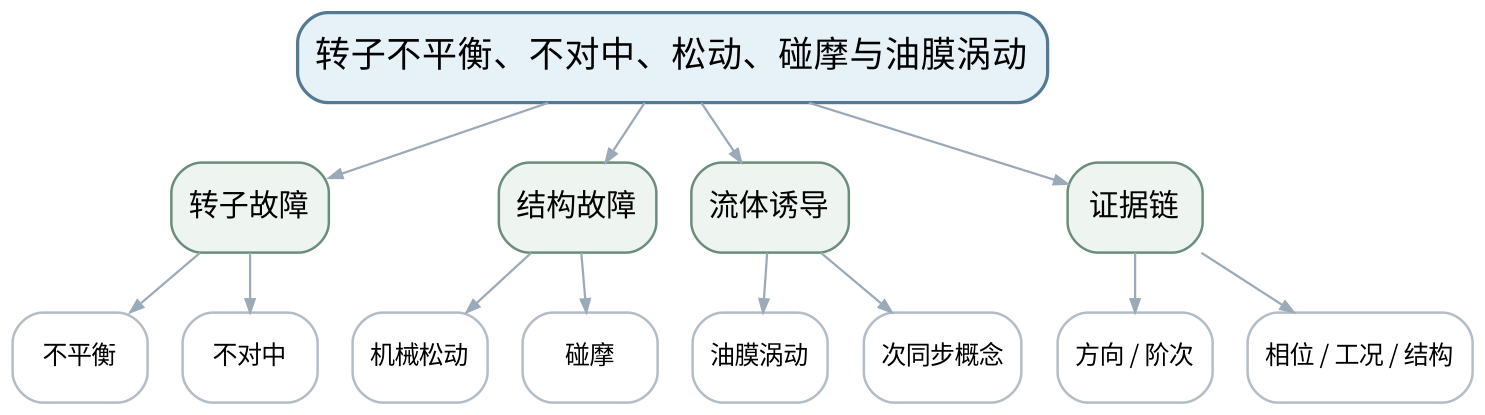 转子不平衡、不对中、松动、碰摩与油膜涡动
转子故障
结构故障
流体诱导
证据链
不平衡
不对中
机械松动
碰摩
油膜涡动
次同步概念
方向 / 阶次
相位 / 工况 / 结构